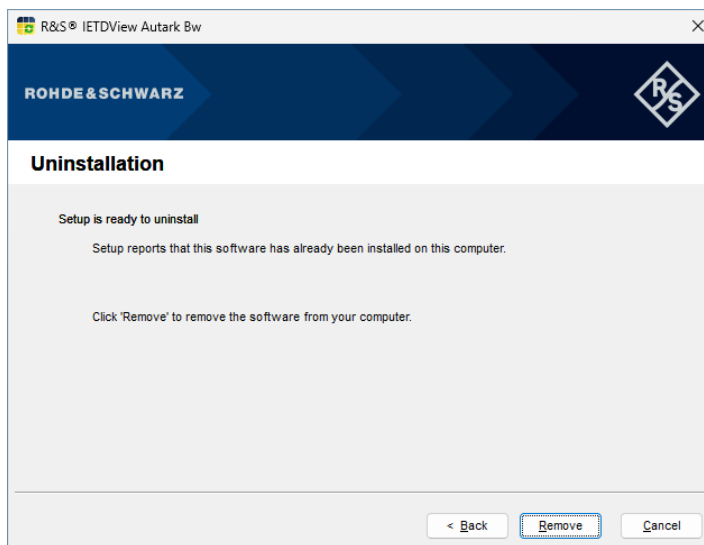 R&S® IETDView Autark Bw
ROHDE&SCHWARZ
R/S
Uninstallation
Setup is ready to uninstall
Setup reports that this software has already been installed on this computer.
Click 'Remove' to remove the software from your computer.
< Back
Remove
Cancel